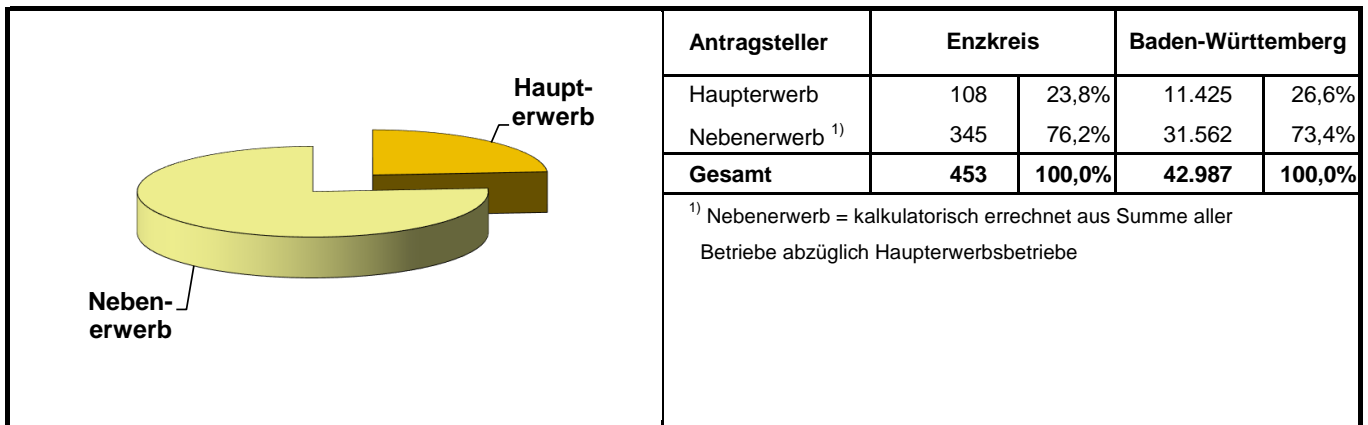 Haupt-
erwerb
Neben-
erwerb
Antragsteller Enzkreis Baden-Württemberg
Haupterwerb 108 23,8% 11.425 26,6%
Nebenerwerb 1) 345 76,2% 31.562 73,4%
Gesamt 453 100,0% 42.987 100,0%
1) Nebenerwerb = kalkulatorisch errechnet aus Summe aller
Betriebe abzüglich Haupterwerbsbetriebe